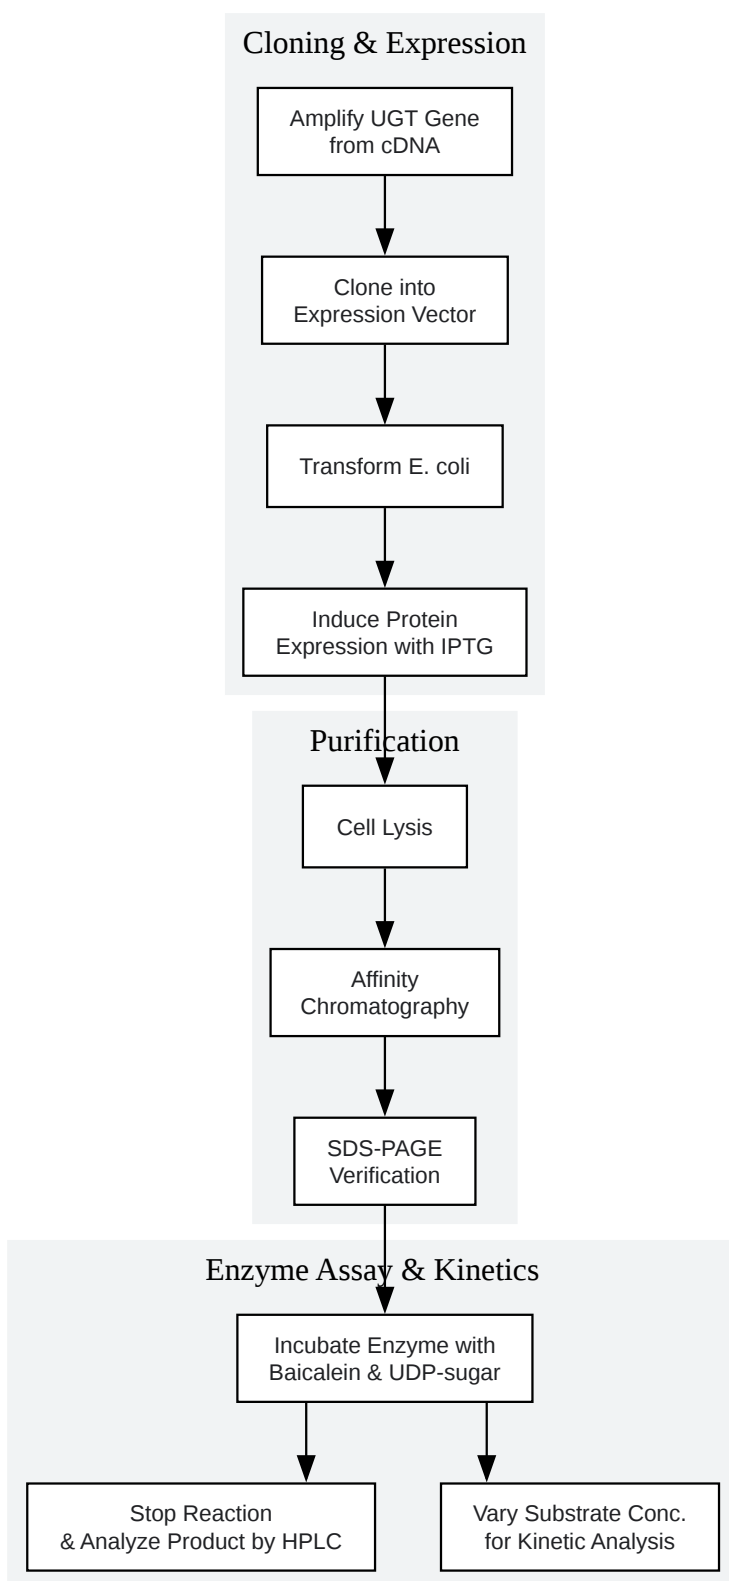 Cloning & Expression
Amplify UGT Gene
from cDNA
Clone into
Expression Vector
Transform E. coli
Induce Protein
Expression with IPTG
Purification
Cell Lysis
Affinity
Chromatography
SDS-PAGE
Verification
Enzyme Assay & Kinetics
Incubate Enzyme with
Baicalein & UDP-sugar
Stop Reaction
& Analyze Product by HPLC
Vary Substrate Conc.
for Kinetic Analysis